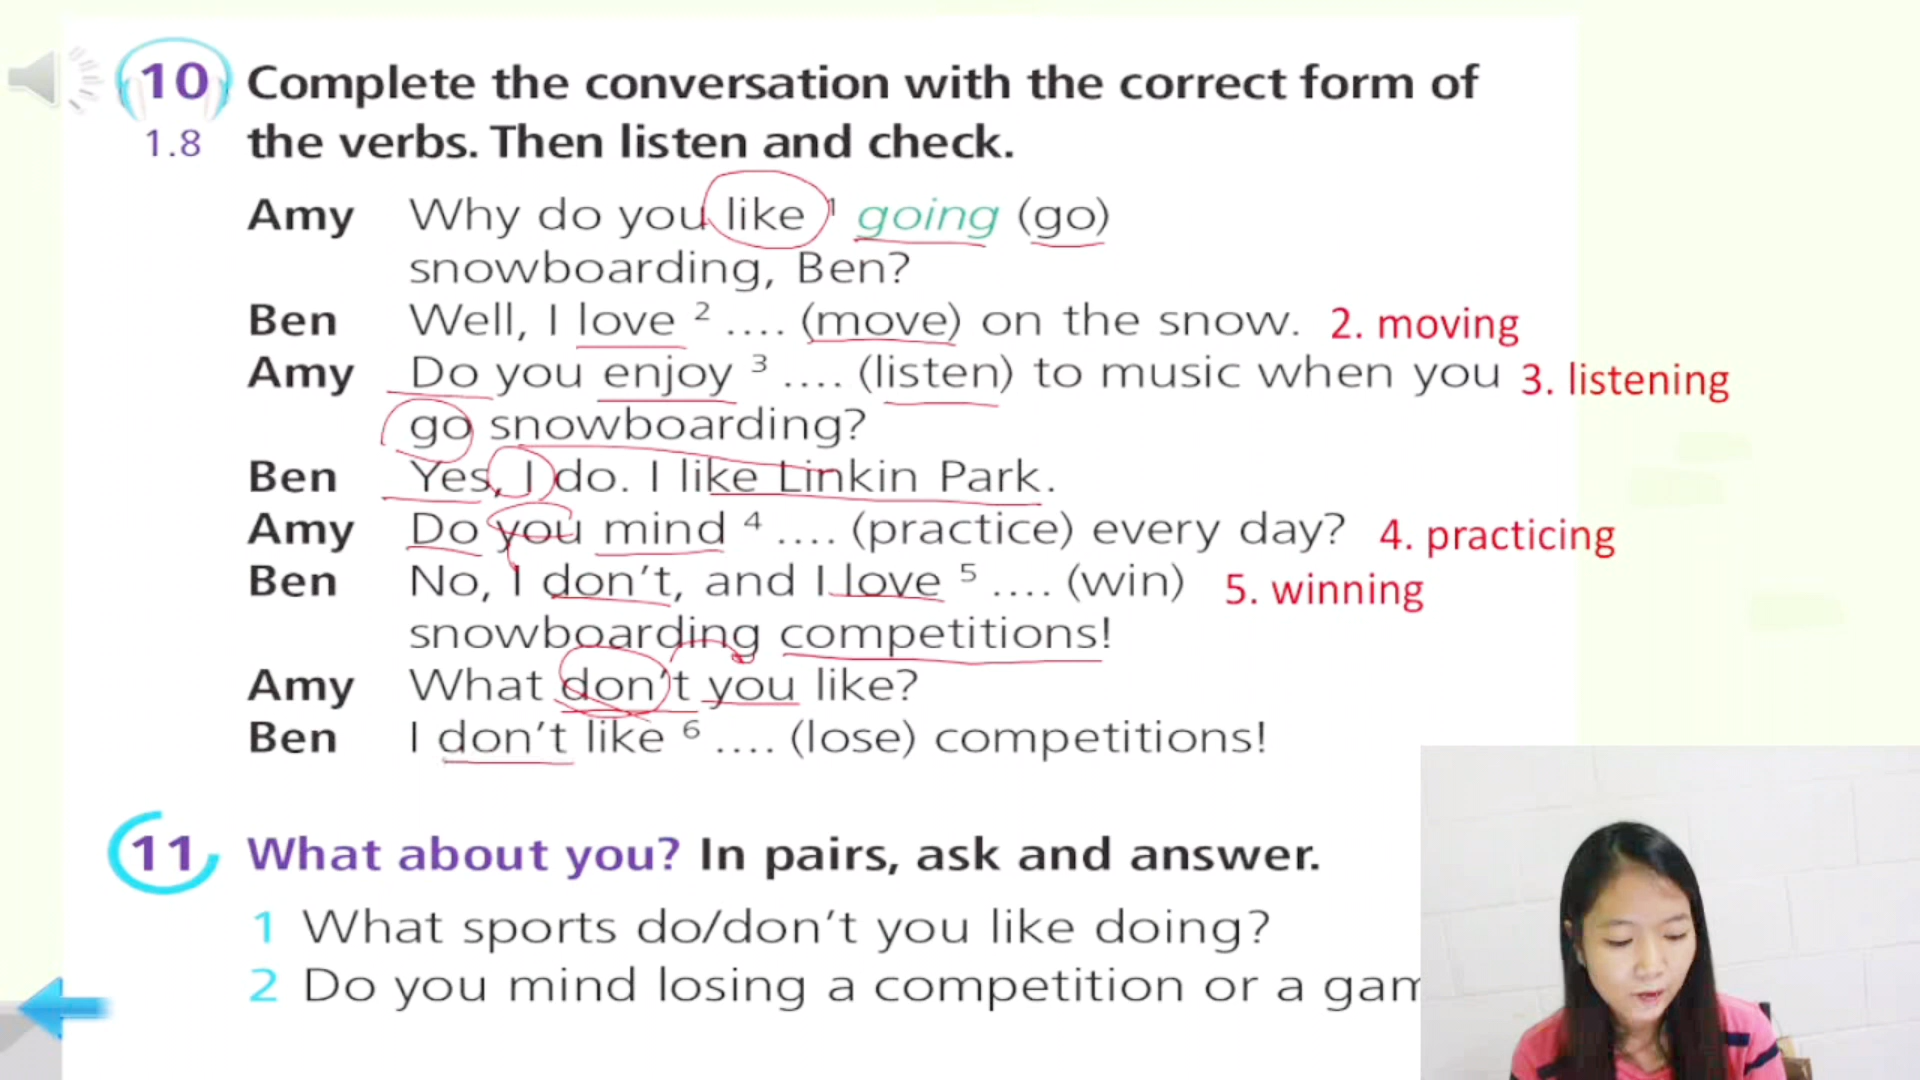 10 Complete the conversation with the correct form of
1.8 the verbs. Then listen and check.
Amy Why do you like ¹ going (go)
snowboarding, Ben?
Ben Well, I love ² .... (move) on the snow. 2. moving
Amy Do you enjoy ³ .... (listen) to music when you 3. listening
go snowboarding?
Ben Yes, I do. I like Linkin Park.
Amy Do you mind ⁴ .... (practice) every day? 4. practicing
Ben No, I don't, and I love ⁵ .... (win) 5. winning
snowboarding competitions!
Amy What don't you like?
Ben I don't like ⁶ .... (lose) competitions!
11 What about you? In pairs, ask and answer.
1 What sports do/don't you like doing?
2 Do you mind losing a competition or a gam